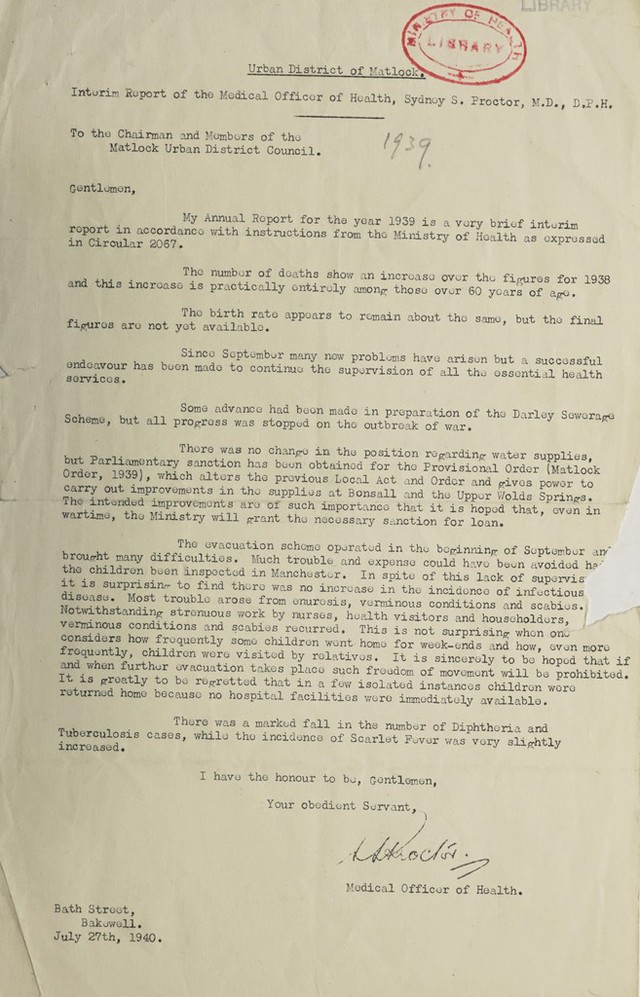 LIBRARY
MINISTRY OF HEALTH
LIBRARY
Urban District of Matlock.
Interim Report of the Medical Officer of Health, Sydney S. Proctor, M.D., D.P.H.
To the Chairman and Members of the
Matlock Urban District Council.
1939.
Gentlemen,
My Annual Report for the year 1939 is a very brief interim
report in accordance with instructions from the Ministry of Health as expressed
in Circular 2067.
The number of deaths show an increase over the figures for 1938
and this increase is practically entirely among those over 60 years of age.
The birth rate appears to remain about the same, but the final
figures are not yet available.
Since September many new problems have arisen but a successful
endeavour has been made to continue the supervision of all the essential health
services.
Some advance had been made in preparation of the Darley Sewerage
Scheme, but all progress was stopped on the outbreak of war.
There was no change in the position regarding water supplies,
but Parliamentary sanction has been obtained for the Provisional Order (Matlock
Order, 1939), which alters the previous Local Act and Order and gives power to
carry out improvements in the supplies at Bonsall and the Upper Wolds Springs.
The intended improvements are of such importance that it is hoped that, even in
wartime, the Ministry will grant the necessary sanction for loan.
The evacuation scheme operated in the beginning of September and
brought many difficulties. Much trouble and expense could have been avoided ha
the children been inspected in Manchester. In spite of this lack of supervis
it is surprising to find there was no increase in the incidence of infectious
disease. Most trouble arose from enuresis, verminous conditions and scabies.
Notwithstanding strenuous work by nurses, health visitors and householders,
verminous conditions and scabies recurred. This is not surprising when one
considers how frequently some children went home for week-ends and how, even more
frequently, children were visited by relatives. It is sincerely to be hoped that if
and when further evacuation takes place such freedom of movement will be prohibited.
It is greatly to be regretted that in a few isolated instances children were
returned home because no hospital facilities were immediately available.
There was a marked fall in the number of Diphtheria and
Tuberculosis cases, while the incidence of Scarlet Fever was very slightly
increased.
I have the honour to be, Gentlemen,
Your obedient Servant,
S S Proctor.
Medical Officer of Health.
Bath Street,
Bakewell.
July 27th, 1940.